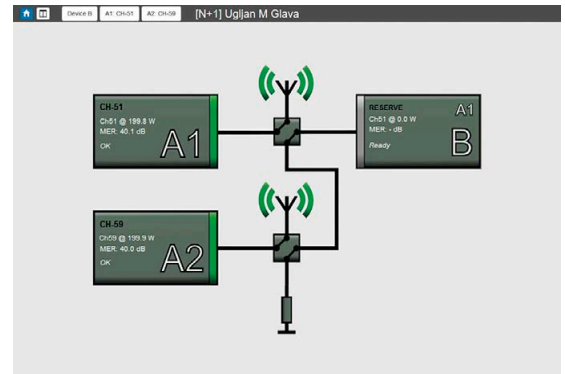 Device B A1: CH-51 A2: CH-59 [N+1] Ugljan M Glava
CH-51
Ch51 @ 199.8 W
MER: 40.1 dB
OK
A1
RESERVE
A1
Ch51 @ 0.0 W
MER: - dB
Ready
B
CH-59
Ch59 @ 199.9 W
MER: 40.0 dB
OK
A2